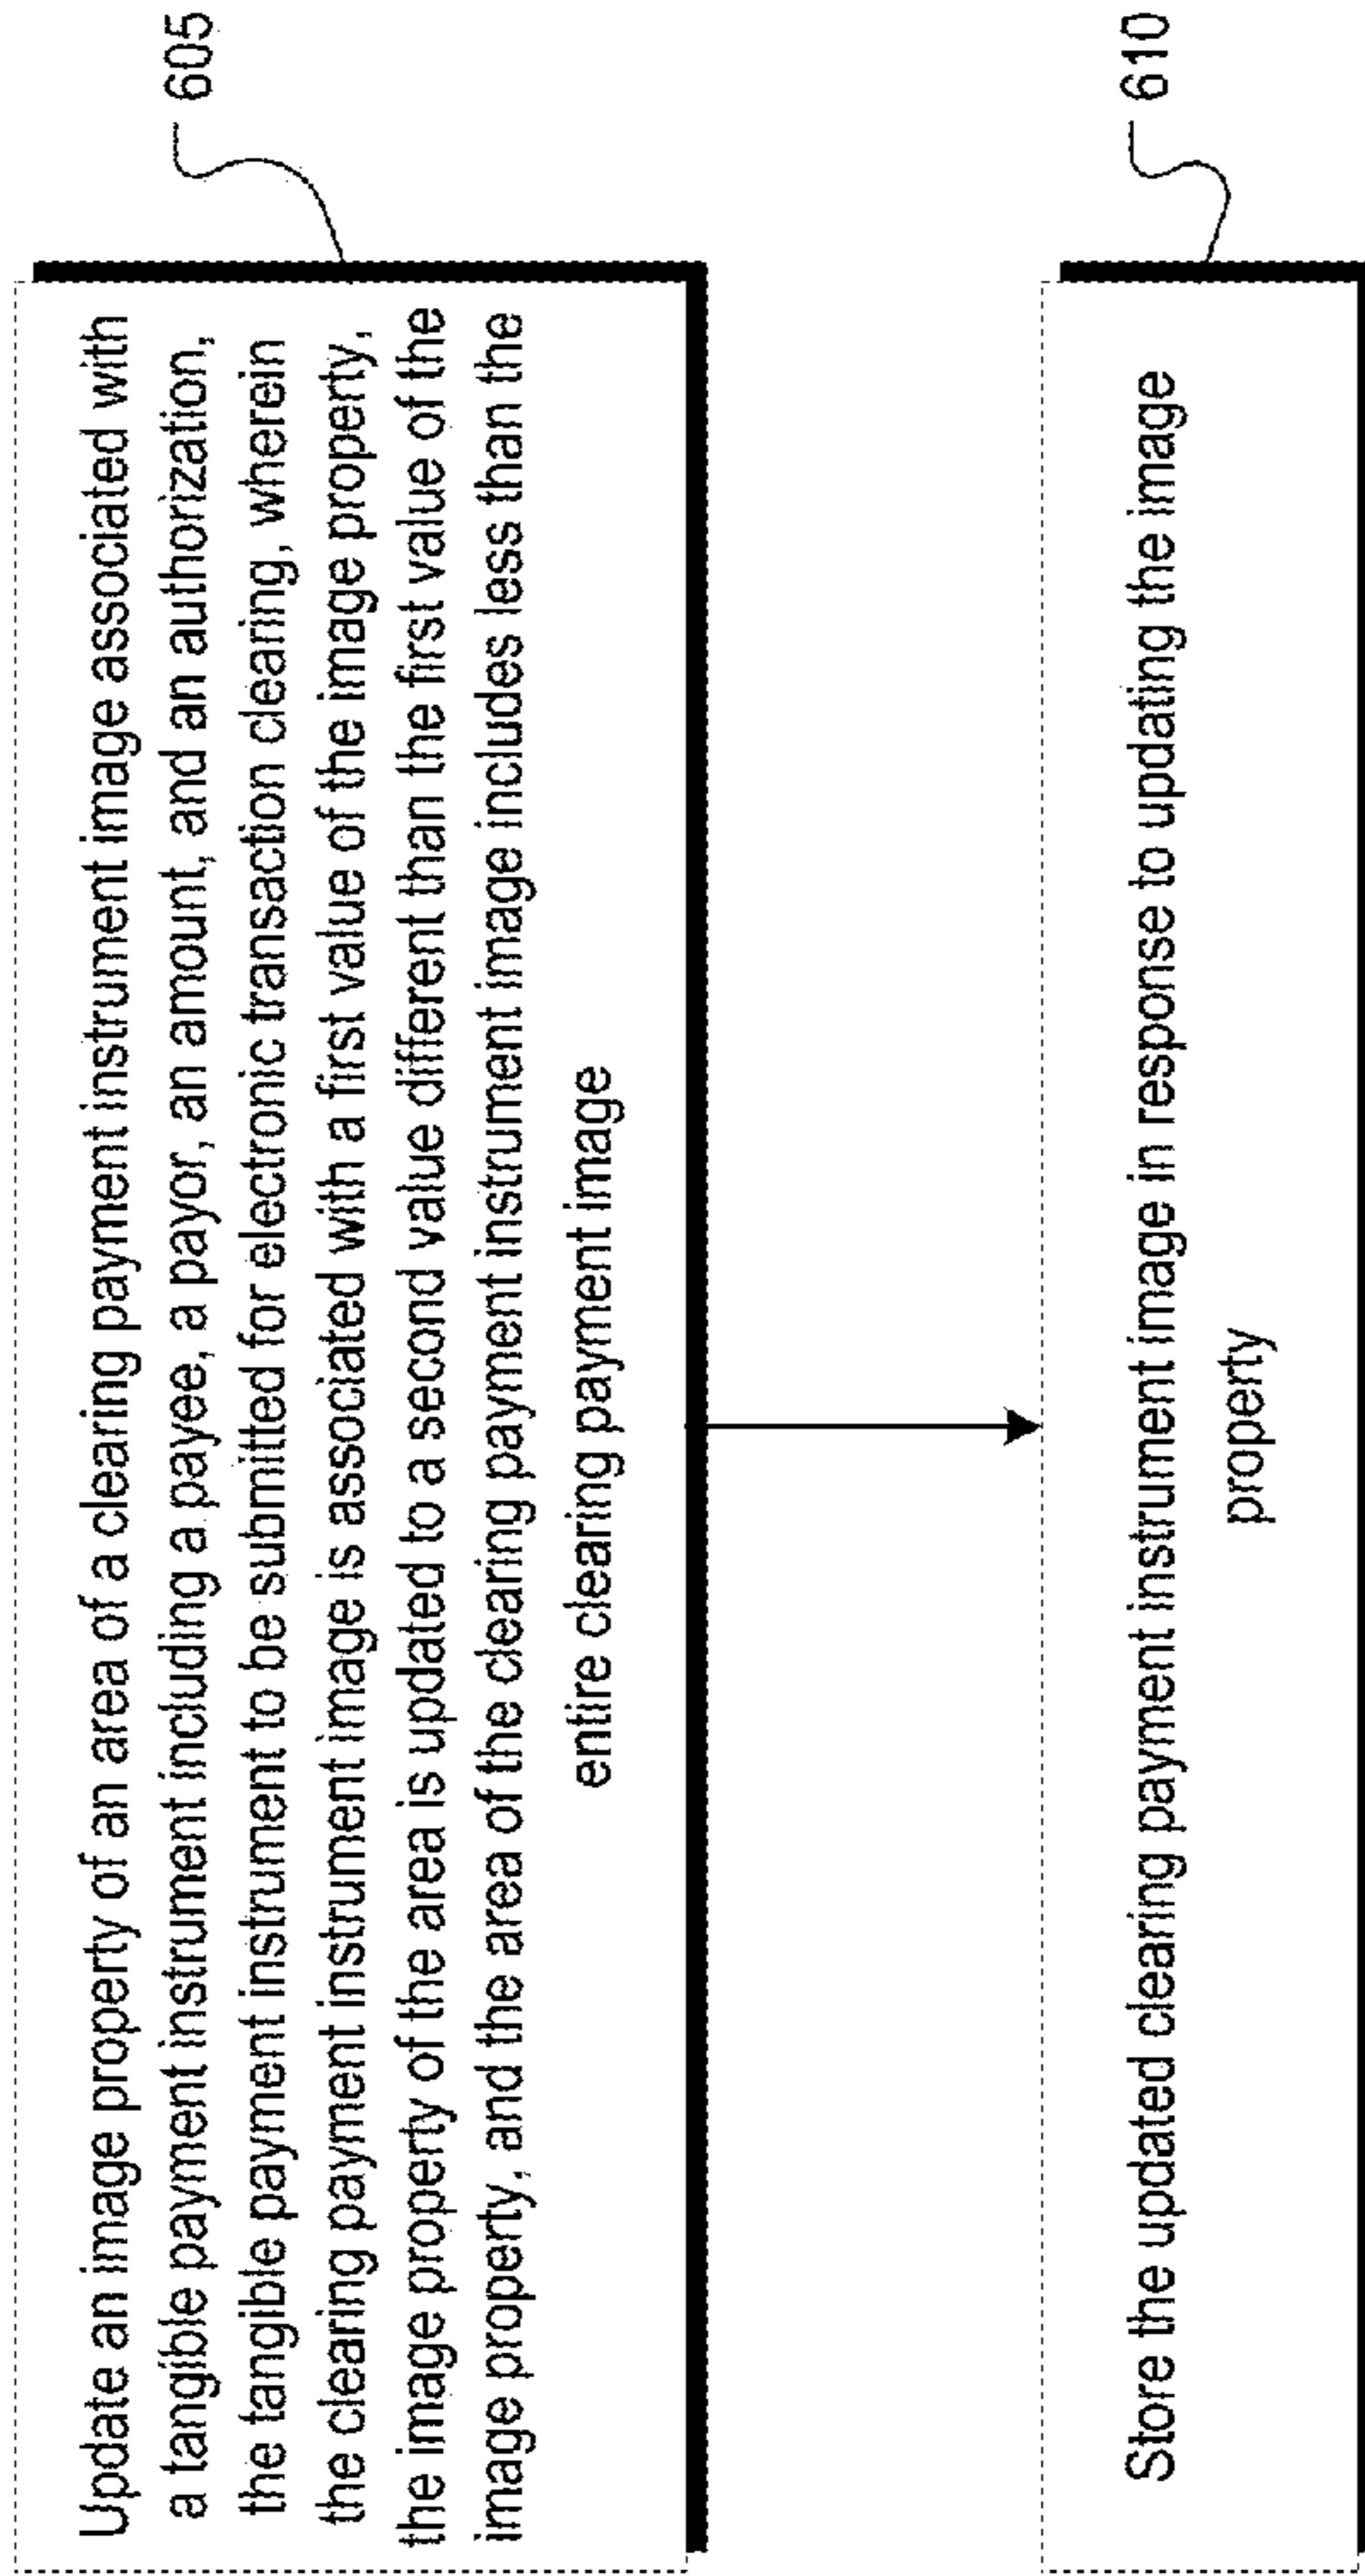 Update an image property of an area of a clearing payment instrument image associated with
a tangible payment instrument including a payee, a payor, an amount, and an authorization,
the tangible payment instrument to be submitted for electronic transaction clearing, wherein
the clearing payment instrument image is associated with a first value of the image property,
the image property of the area is updated to a second value different than the first value of the
image property, and the area of the clearing payment instrument image includes less than the
entire clearing payment image
605
Store the updated clearing payment instrument image in response to updating the image
property
610